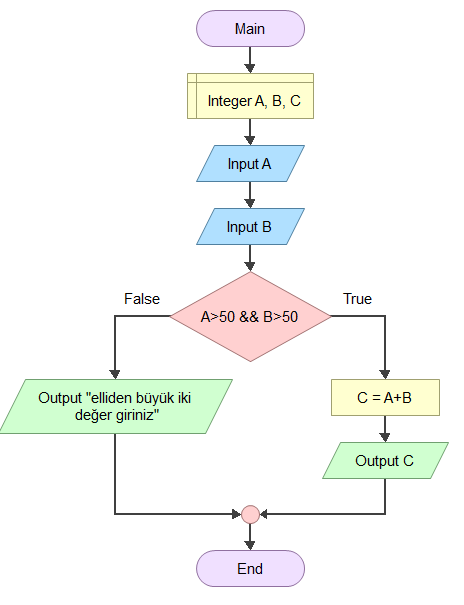 Main
Integer A, B, C
Input A
Input B
A>50 && B>50
False
True
Output "elliden büyük iki
değer giriniz"
C = A+B
Output C
End